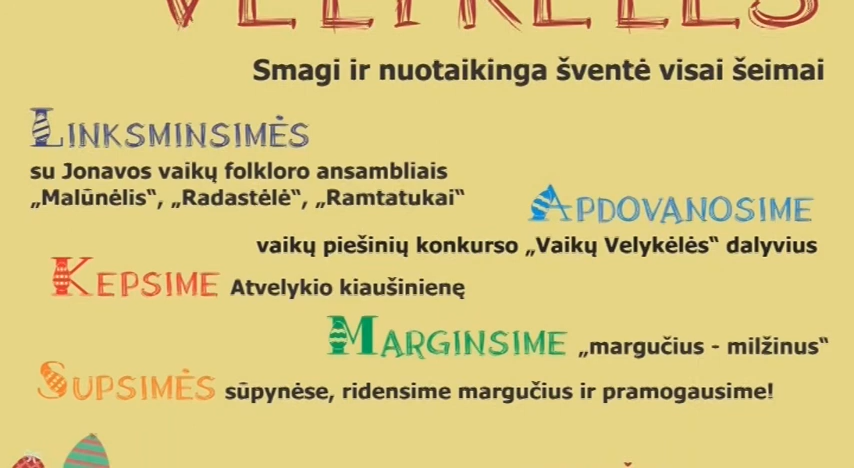 VELYKĖLĖS
Smagi ir nuotaikinga šventė visai šeimai
LINKSMINSIMĖS
su Jonavos vaikų folkloro ansambliais
„Malūnėlis“, „Radastėlė“, „Ramtatukai“
APDOVANOSIME
vaikų piešinių konkurso „Vaikų Velykėlės“ dalyvius
KEPSIME Atvelykio kiaušinienę
MARGINSIME „margučius - milžinus“
SUPSIMĖS sūpynėse, ridensime margučius ir pramogausime!